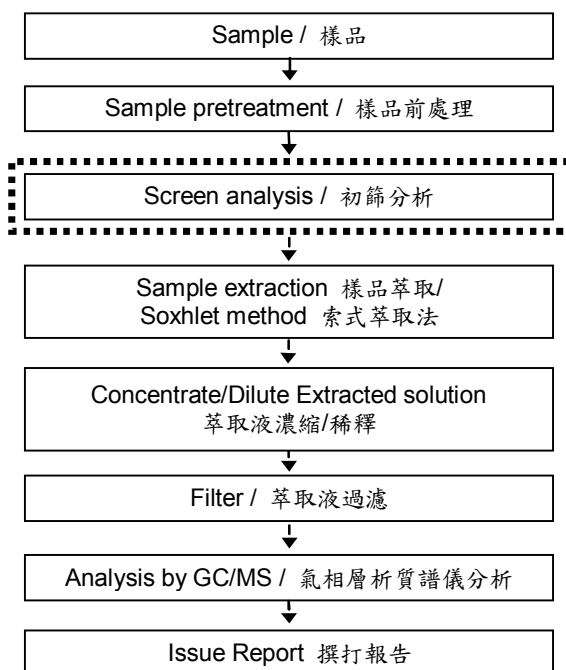 Sample / 樣品
Sample pretreatment / 樣品前處理
Screen analysis / 初篩分析
Sample extraction 樣品萃取/
Soxhlet method 索式萃取法
Concentrate/Dilute Extracted solution
萃取液濃縮/稀釋
Filter / 萃取液過濾
Analysis by GC/MS / 氣相層析質譜儀分析
Issue Report 撰打報告